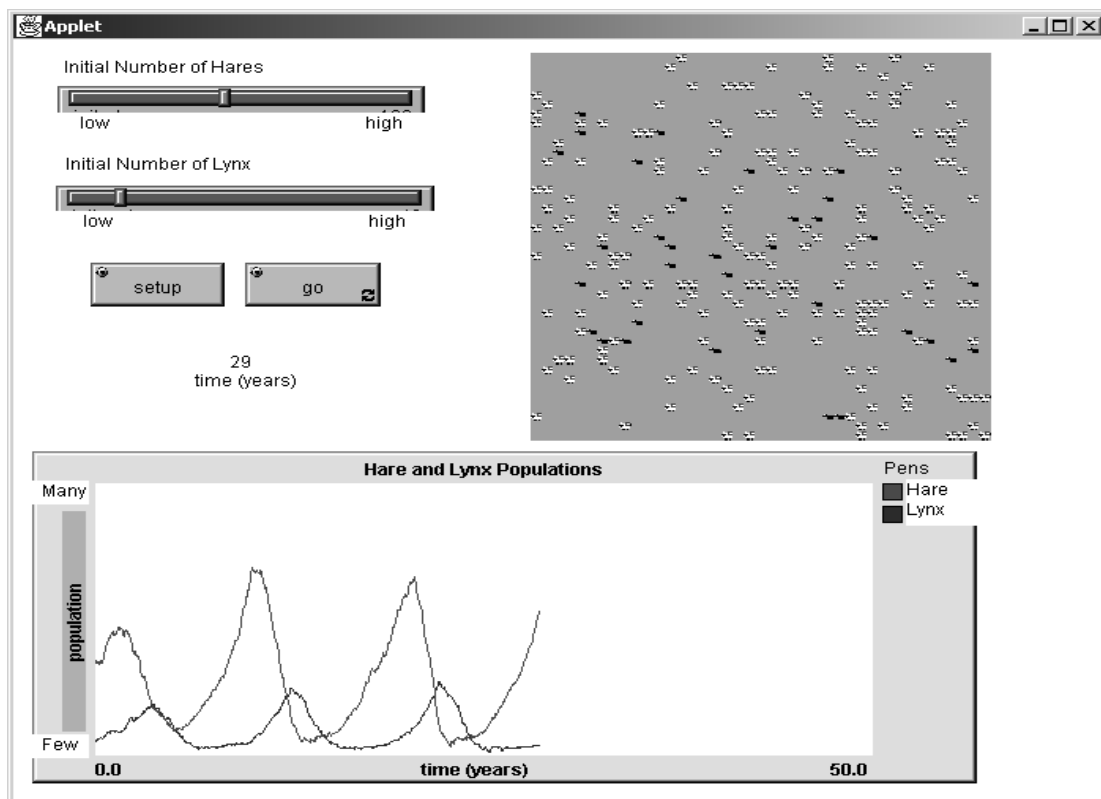 Applet
Initial Number of Hares
low high
Initial Number of Lynx
low high
setup go
29
time (years)
Hare and Lynx Populations
Pens
Hare
Lynx
Many
population
Few
0.0 time (years) 50.0